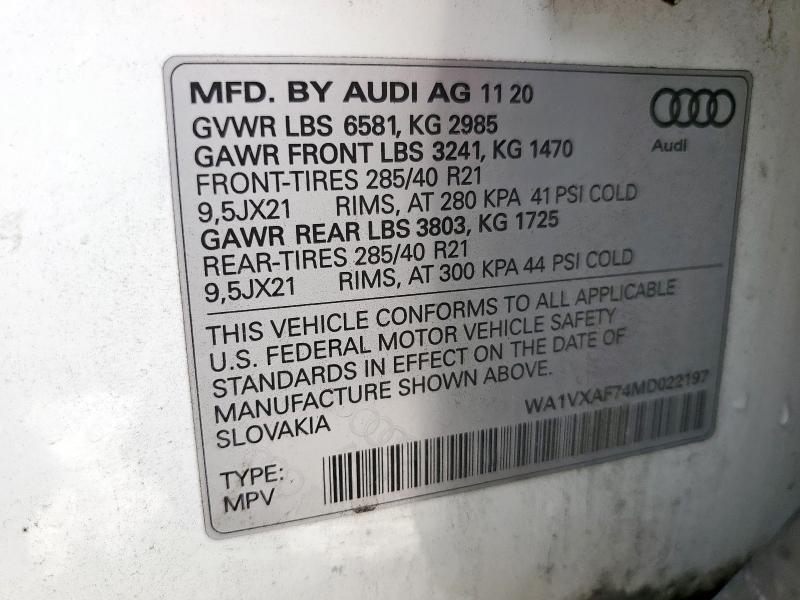 MFD. BY AUDI AG 11 20
Audi
GVWR LBS 6581, KG 2985
GAWR FRONT LBS 3241, KG 1470
FRONT-TIRES 285/40 R21
9,5JX21 RIMS, AT 280 KPA 41 PSI COLD
GAWR REAR LBS 3803, KG 1725
REAR-TIRES 285/40 R21
9,5JX21 RIMS, AT 300 KPA 44 PSI COLD
THIS VEHICLE CONFORMS TO ALL APPLICABLE
U.S. FEDERAL MOTOR VEHICLE SAFETY
STANDARDS IN EFFECT ON THE DATE OF
MANUFACTURE SHOWN ABOVE.
SLOVAKIA
WA1VXAF74MD022197
TYPE:
MPV